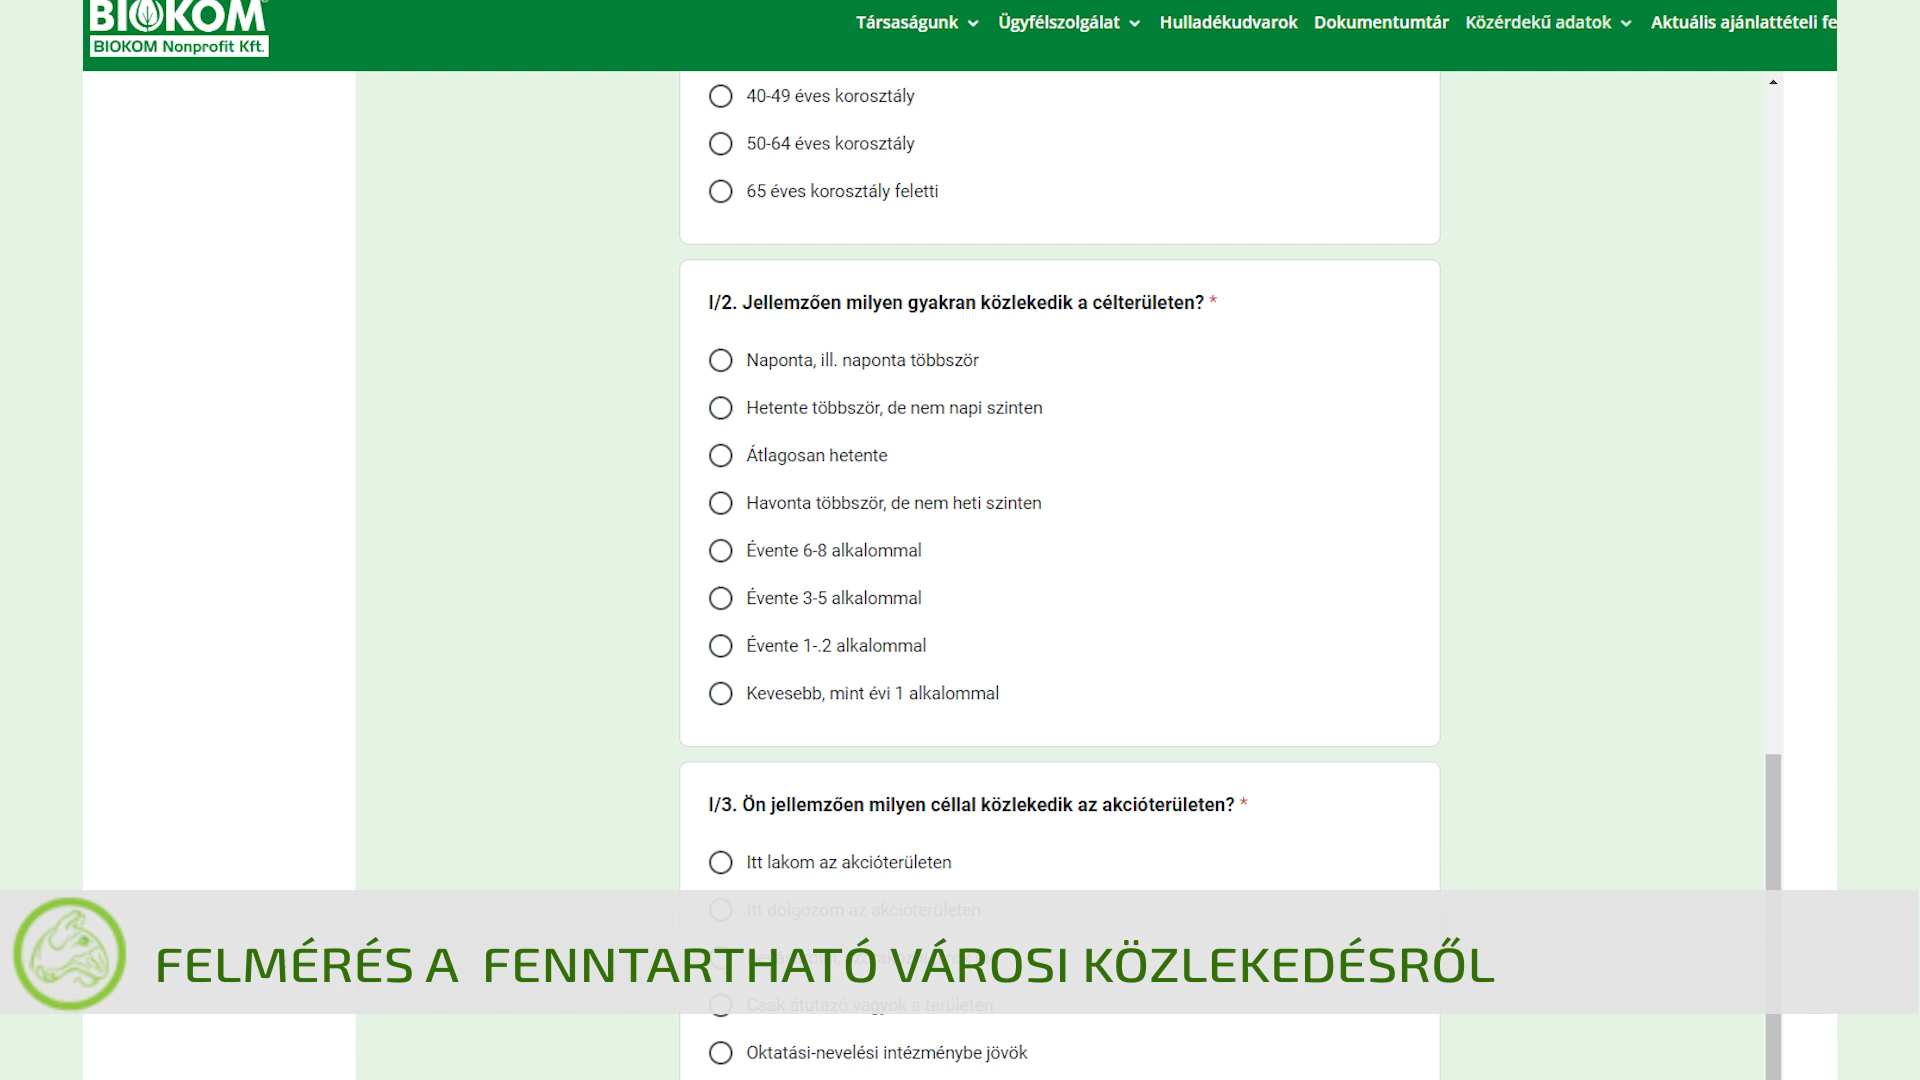 BIOKOM
BIOKOM Nonprofit Kft.
Társaságunk Ügyfélszolgálat Hulladékudvarok Dokumentumtár Közérdekű adatok Aktuális ajánlattételi fe
40-49 éves korosztály
50-64 éves korosztály
65 éves korosztály feletti
I/2. Jellemzően milyen gyakran közlekedik a célterületen? *
Naponta, ill. naponta többször
Hetente többször, de nem napi szinten
Átlagosan hetente
Havonta többször, de nem heti szinten
Évente 6-8 alkalommal
Évente 3-5 alkalommal
Évente 1-.2 alkalommal
Kevesebb, mint évi 1 alkalommal
I/3. Ön jellemzően milyen céllal közlekedik az akcióterületen? *
Itt lakom az akcióterületen
Itt dolgozom az akcióterületen
FELMÉRÉS A FENNTARTHATÓ VÁROSI KÖZLEKEDÉSRŐL
Csak átutazó vagyok a területen
Oktatási-nevelési intézménybe jövök